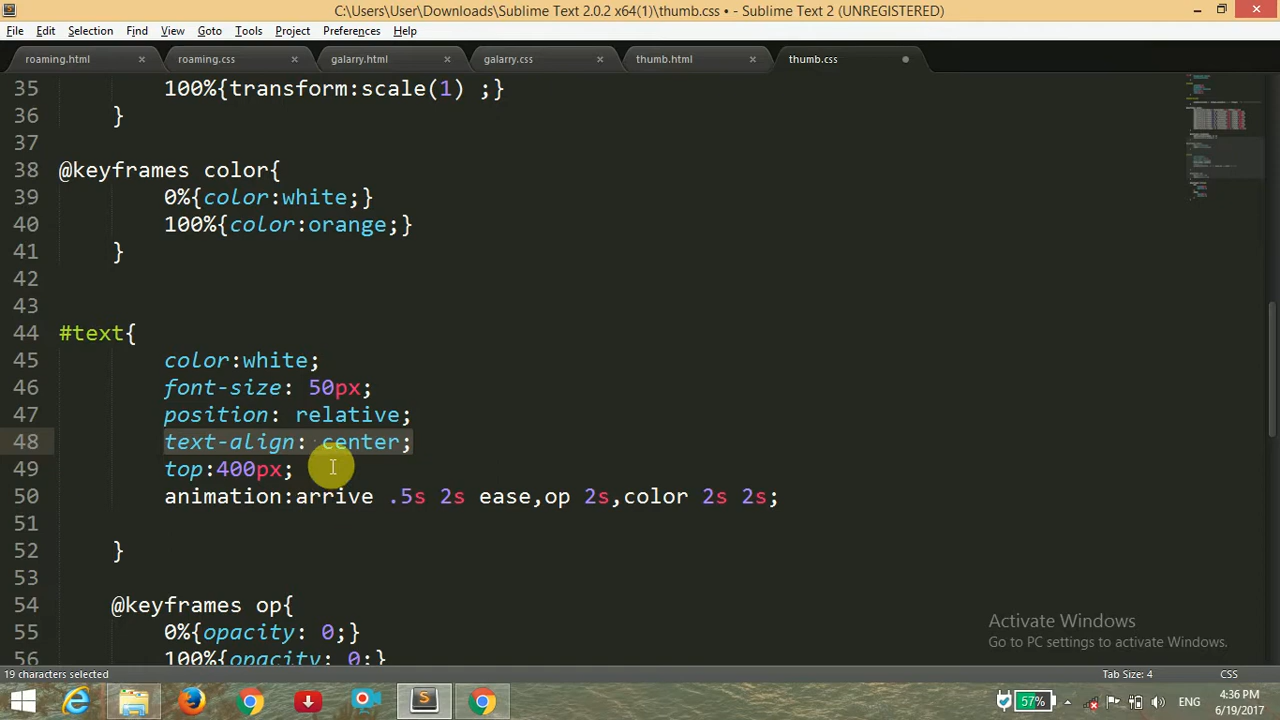 C:\Users\User\Downloads\Sublime Text 2.0.2 x64(1)\thumb.css • - Sublime Text 2 (UNREGISTERED)
File Edit Selection Find View Goto Tools Project Preferences Help
roaming.html × roaming.css × galarry.html × galarry.css × thumb.html × thumb.css
35 100%{transform:scale(1) ;}
36 }
37
38 @keyframes color{
39 0%{color:white;}
40 100%{color:orange;}
41 }
42
43
44 #text{
45 color:white;
46 font-size: 50px;
47 position: relative;
48 text-align: center;
49 top:400px;
50 animation:arrive .5s 2s ease,op 2s,color 2s 2s;
51
52 }
53
54 @keyframes op{
55 0%{opacity: 0;}
56 100%{opacity: 0;}
Activate Windows
Go to PC settings to activate Windows.
19 characters selected Tab Size: 4 CSS
57% ENG 4:36 PM
6/19/2017